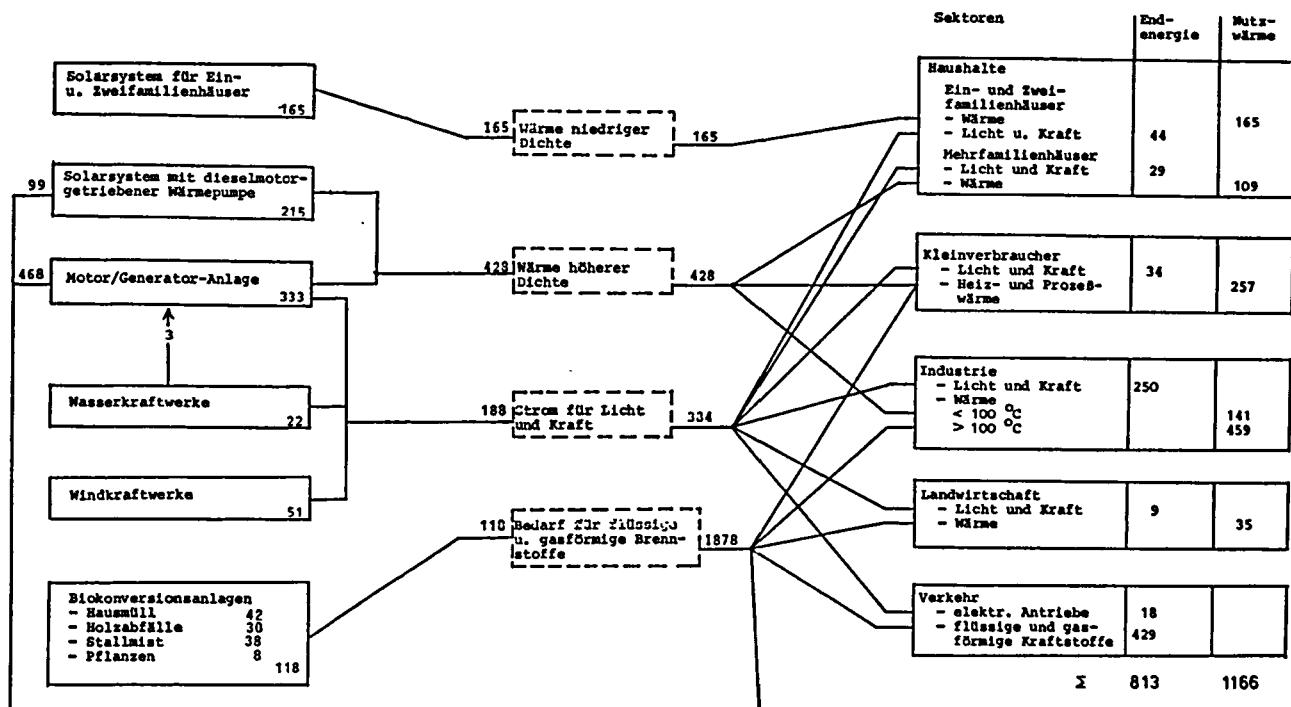 Sektoren
End-
energie
Nutz-
wärme
Solarsystem für Ein-
u. Zweifamilienhäuser
165
165
Wärme niedriger
Dichte
165
Haushalte
Ein- und Zwei-
familienhäuser
- Wärme 165
- Licht u. Kraft 44
Mehrfamilienhäuser
- Licht und Kraft 29
- Wärme 109
99
Solarsystem mit dieselmotor-
getriebener Wärmepumpe
215
468
Motor/Generator-Anlage
333
3
428
Wärme höherer
Dichte
428
Kleinverbraucher
- Licht und Kraft 34
- Heiz- und Prozeß-
wärme 257
Wasserkraftwerke
22
188
Strom für Licht
und Kraft
334
Industrie
- Licht und Kraft 250
- Wärme
< 100 °C 141
> 100 °C 459
Windkraftwerke
51
Bedarf für flüssige
u. gasförmige Brenn-
stoffe
1878
Landwirtschaft
- Licht und Kraft 9
- Wärme 35
Biokonversionsanlagen
- Hausmüll 42
- Holzabfälle 30
- Stallmist 38
- Pflanzen 8
118
Verkehr
- elektr. Antriebe 18
- flüssige und gas-
förmige Kraftstoffe 429
Σ 813 1166